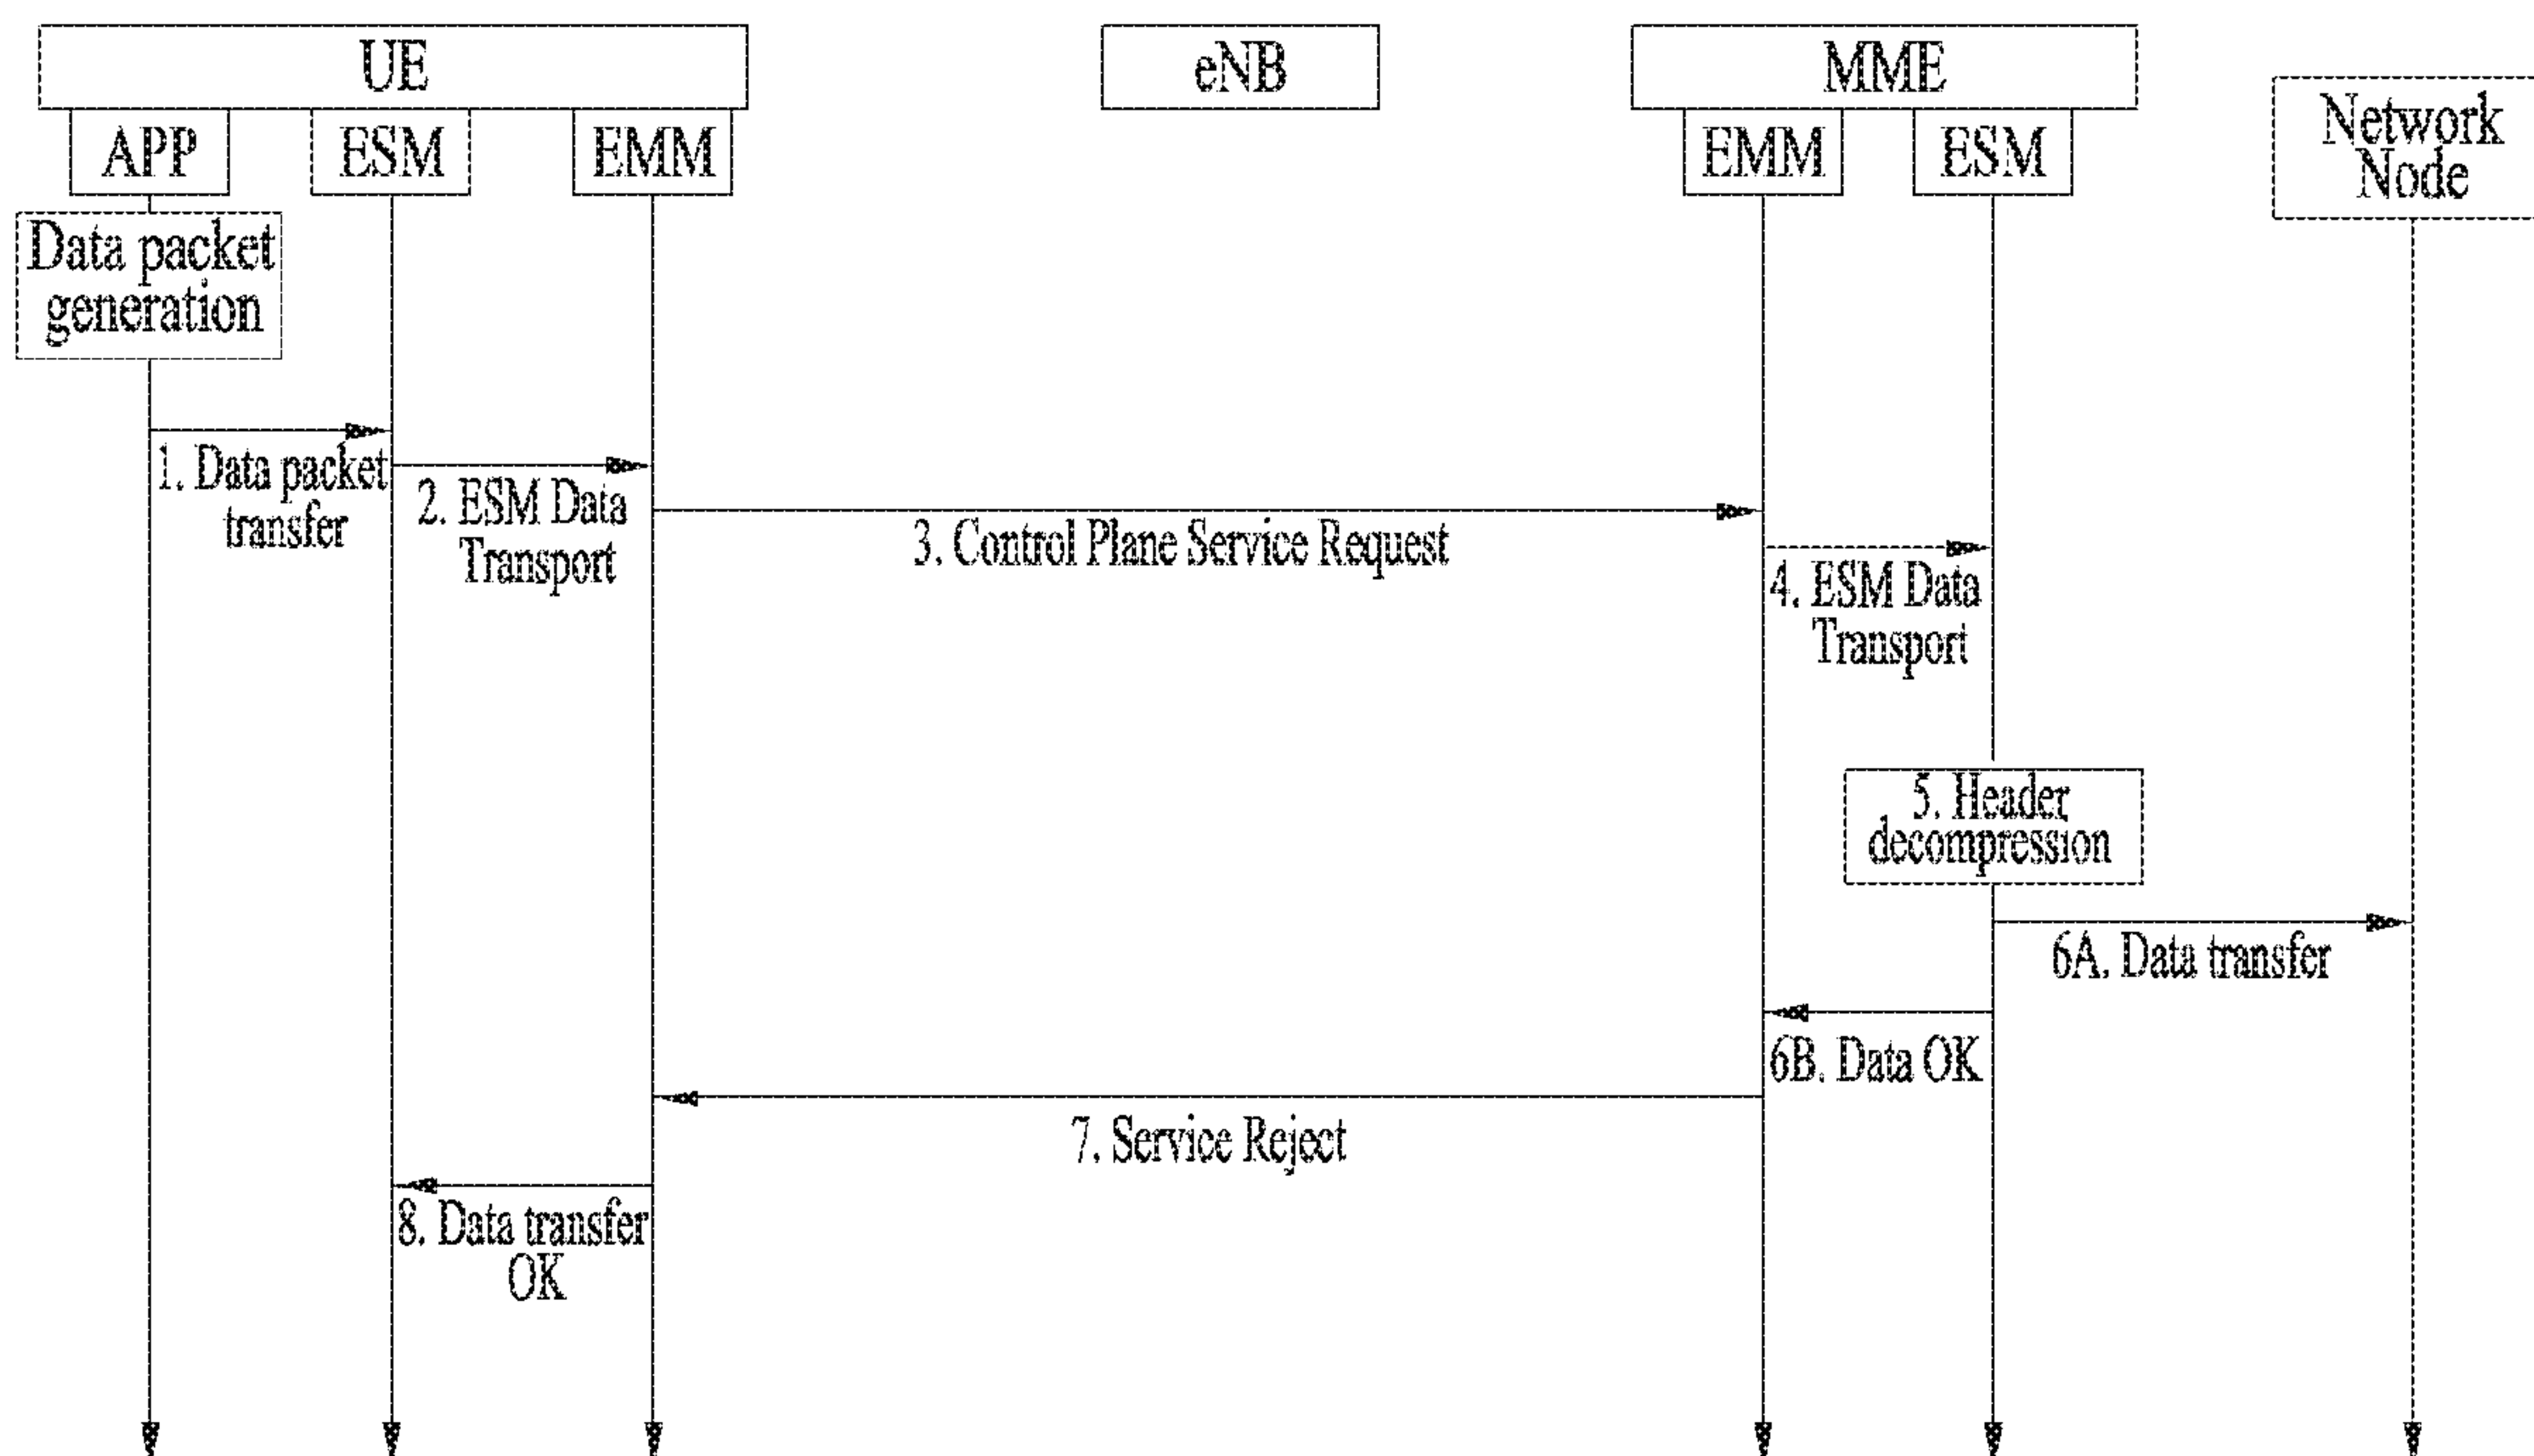 UE
eNB
MME
APP
ESM
EMM
EMM
ESM
Network
Node
Data packet
generation
1. Data packet
transfer
2. ESM Data
Transport
3. Control Plane Service Request
4. ESM Data
Transport
5. Header
decompression
6A. Data transfer
6B. Data OK
7. Service Reject
8. Data transfer
OK